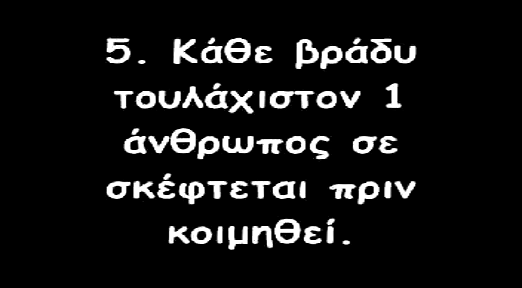 5. Κάθε βράδυ
τουλάχιστον 1
άνθρωπος σε
σκέφτεται πριν
κοιμηθεί.